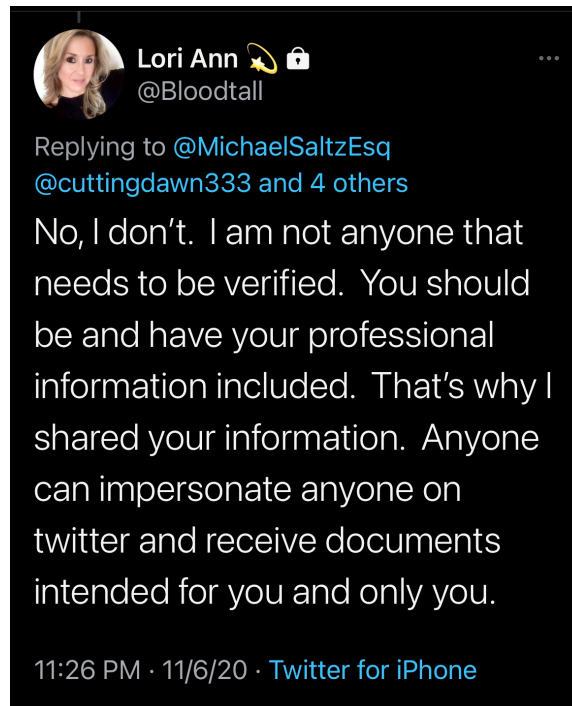 Lori Ann 💫 🔒
@Bloodtall
Replying to @MichaelSaltzEsq
@cuttingdawn333 and 4 others
No, I don’t.  I am not anyone that
needs to be verified.  You should
be and have your professional
information included.  That’s why I
shared your information.  Anyone
can impersonate anyone on
twitter and receive documents
intended for you and only you.
11:26 PM · 11/6/20 · Twitter for iPhone